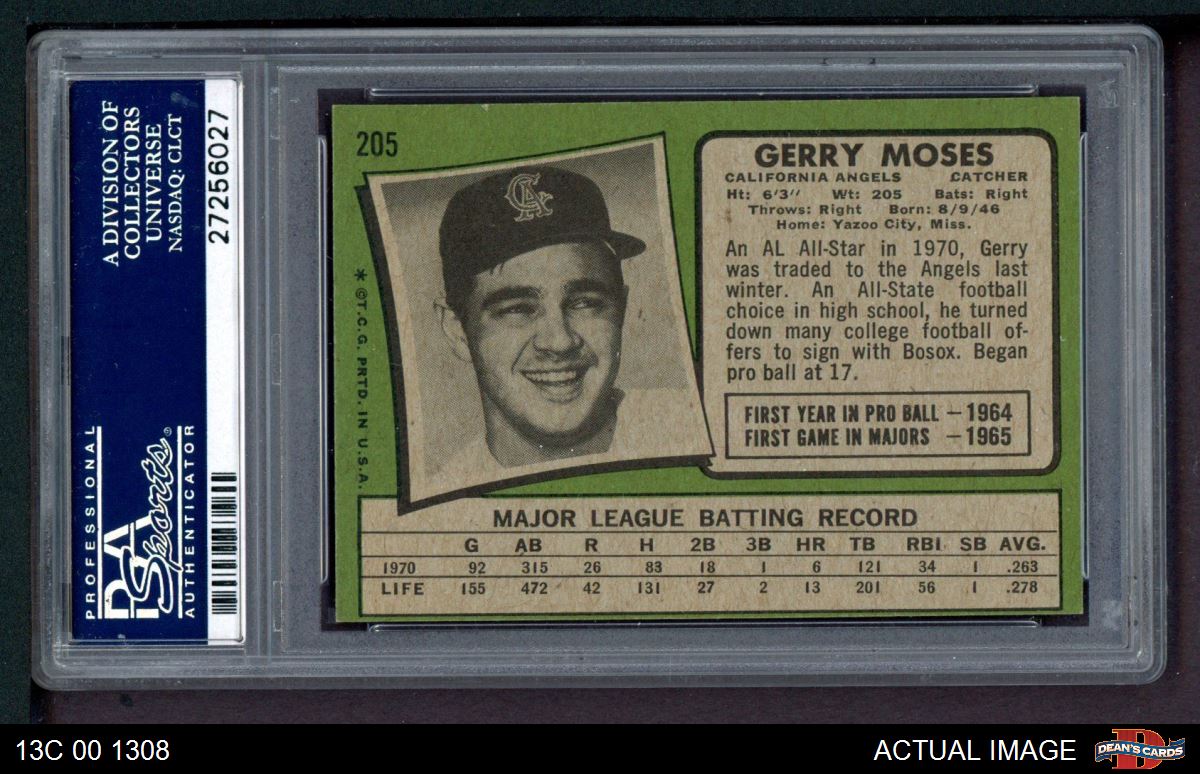 A DIVISION OF
COLLECTORS
UNIVERSE
NASDAQ: CLCT
27256027
PROFESSIONAL
PSA
Sports®
AUTHENTICATOR
205
CA
* ©T.C.G. PRTD. IN U.S.A.
GERRY MOSES
CALIFORNIA ANGELS CATCHER
Ht: 6'3" Wt: 205 Bats: Right
Throws: Right Born: 8/9/46
Home: Yazoo City, Miss.
An AL All-Star in 1970, Gerry
was traded to the Angels last
winter. An All-State football
choice in high school, he turned
down many college football of-
fers to sign with Bosox. Began
pro ball at 17.
FIRST YEAR IN PRO BALL – 1964
FIRST GAME IN MAJORS – 1965
MAJOR LEAGUE BATTING RECORD
G AB R H 2B 3B HR TB RBI SB AVG.
1970 92 315 26 83 18 1 6 121 34 1 .263
LIFE 155 472 42 131 27 2 13 201 56 1 .278
13C 00 1308
ACTUAL IMAGE
D
DEAN'S CARDS